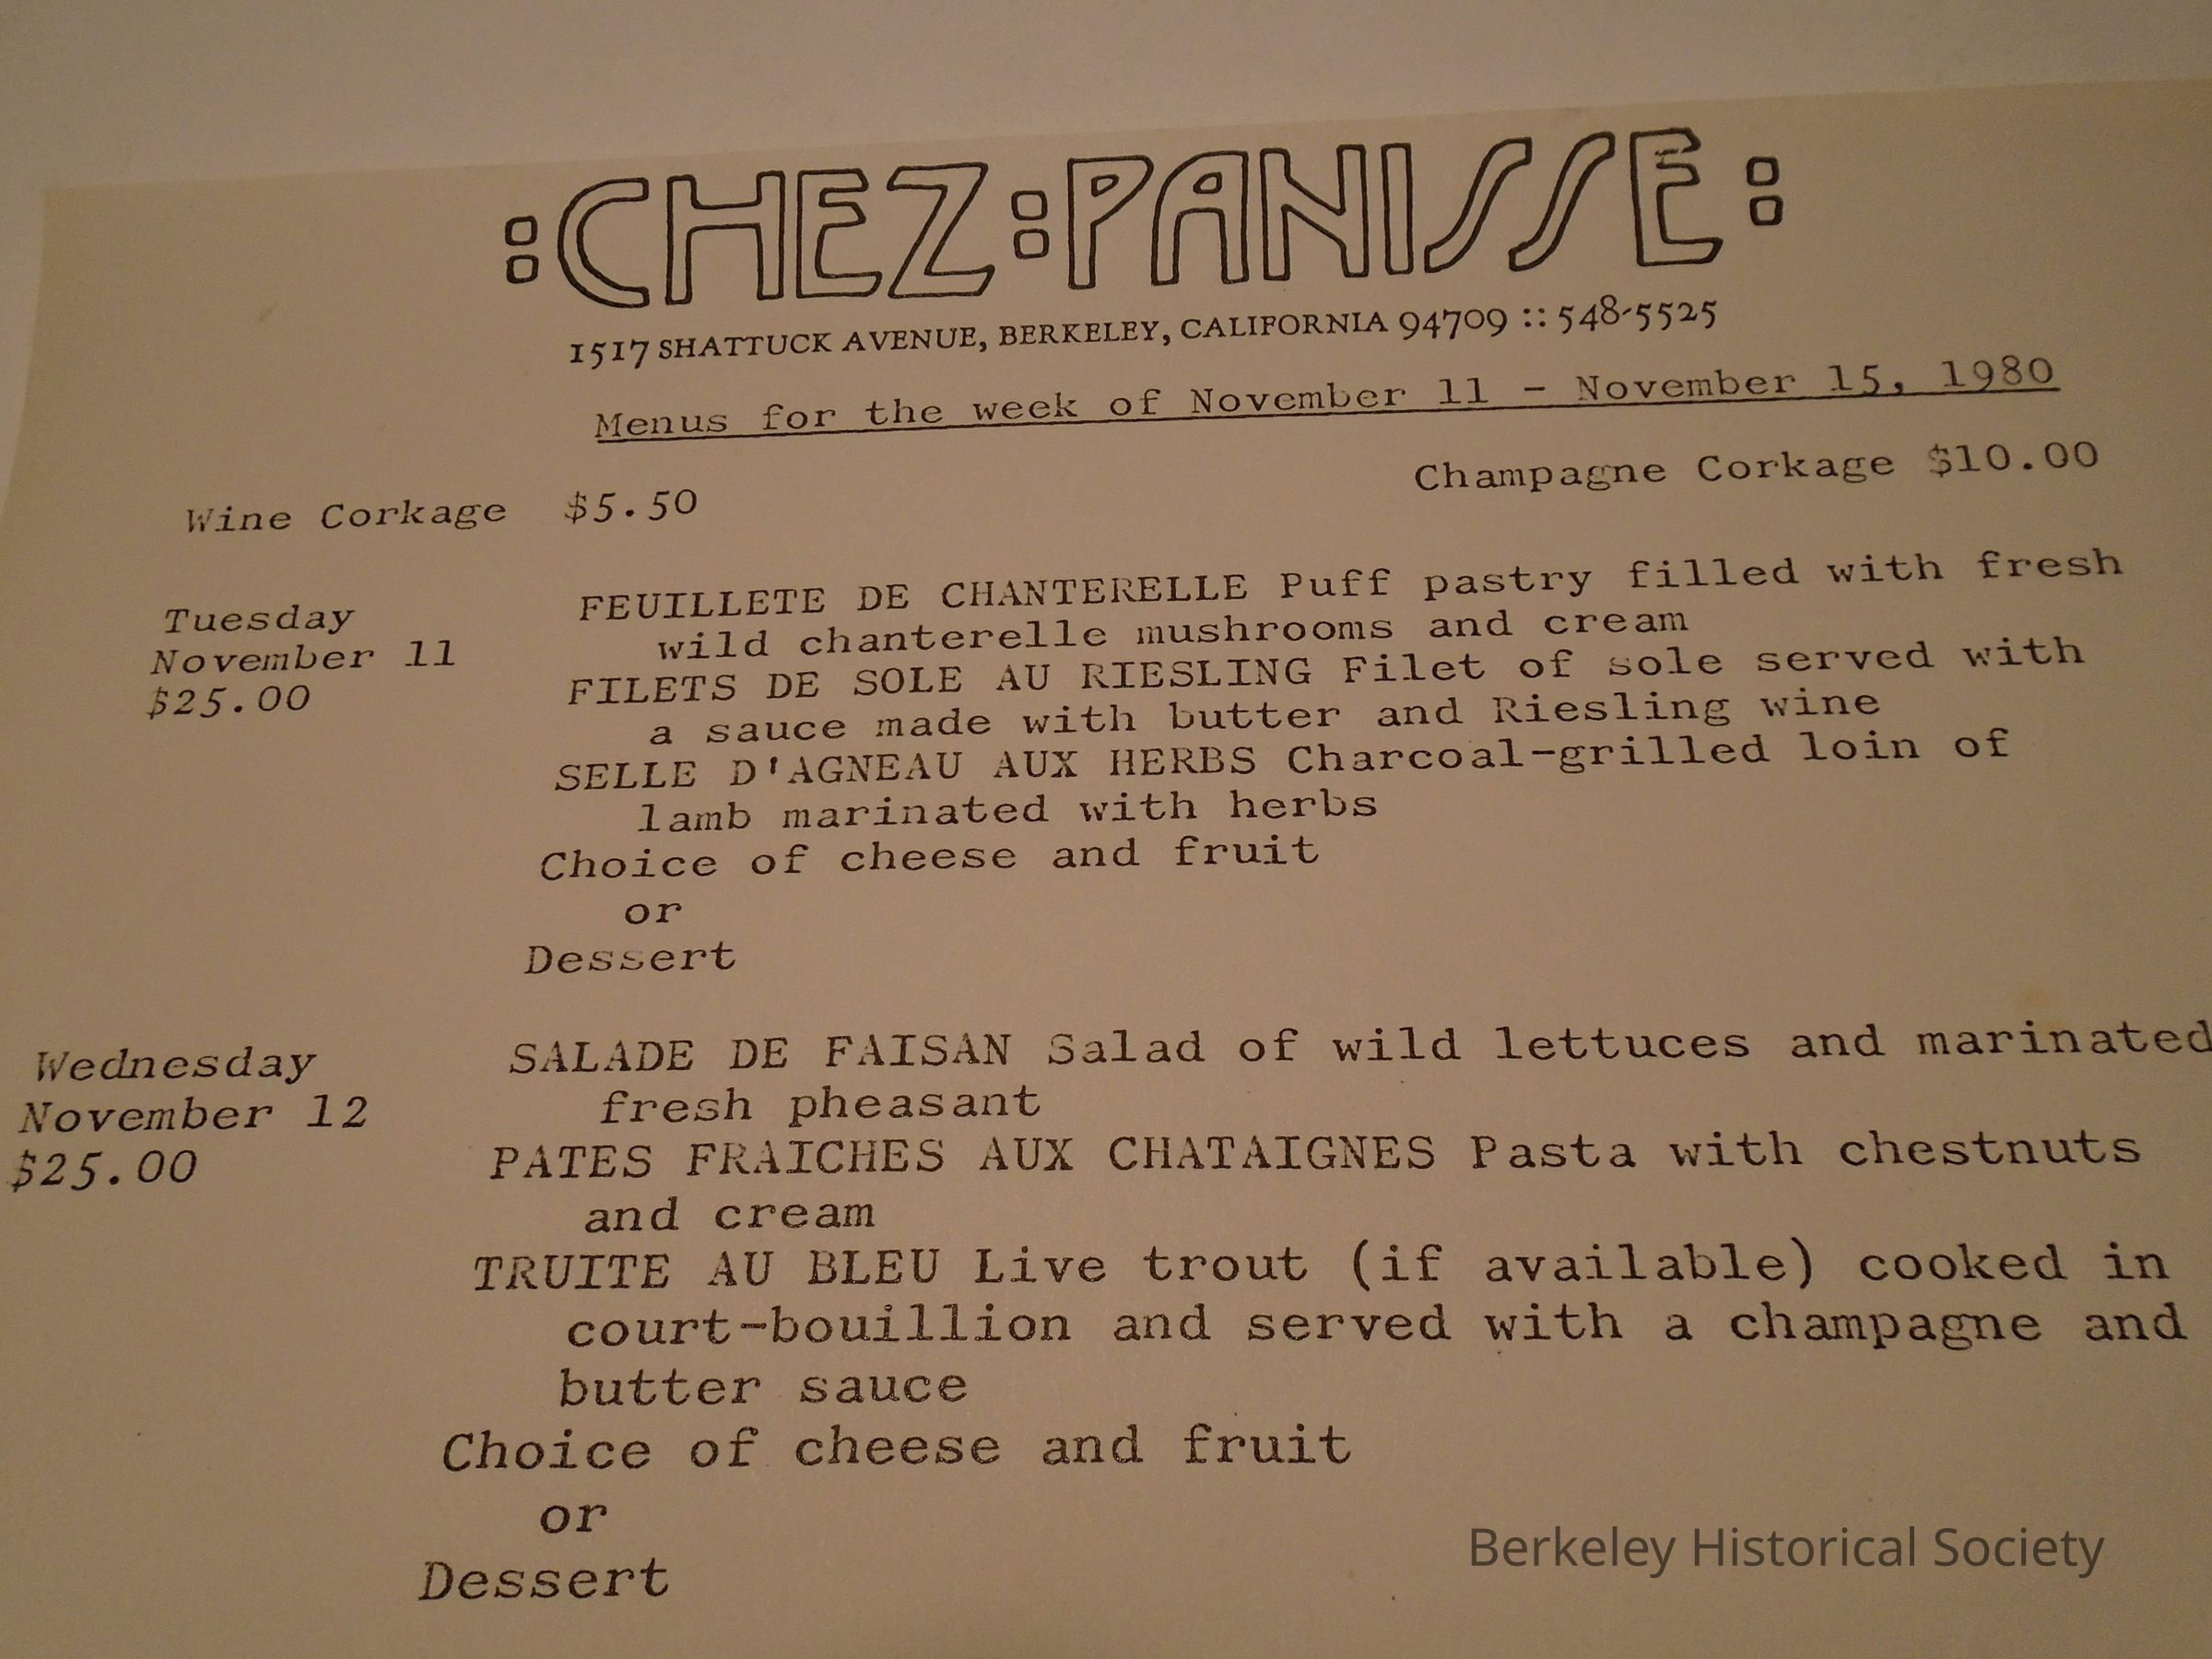 :CHEZ:PANISSE:
1517 SHATTUCK AVENUE, BERKELEY, CALIFORNIA 94709 :: 548-5525
Menus for the week of November 11 - November 15, 1980
Wine Corkage $5.50 Champagne Corkage $10.00
Tuesday
November 11
$25.00
FEUILLETE DE CHANTERELLE Puff pastry filled with fresh
wild chanterelle mushrooms and cream
FILETS DE SOLE AU RIESLING Filet of sole served with
a sauce made with butter and Riesling wine
SELLE D'AGNEAU AUX HERBS Charcoal-grilled loin of
lamb marinated with herbs
Choice of cheese and fruit
or
Dessert
Wednesday
November 12
$25.00
SALADE DE FAISAN Salad of wild lettuces and marinated
fresh pheasant
PATES FRAICHES AUX CHATAIGNES Pasta with chestnuts
and cream
TRUITE AU BLEU Live trout (if available) cooked in
court-bouillion and served with a champagne and
butter sauce
Choice of cheese and fruit
or
Dessert
Berkeley Historical Society